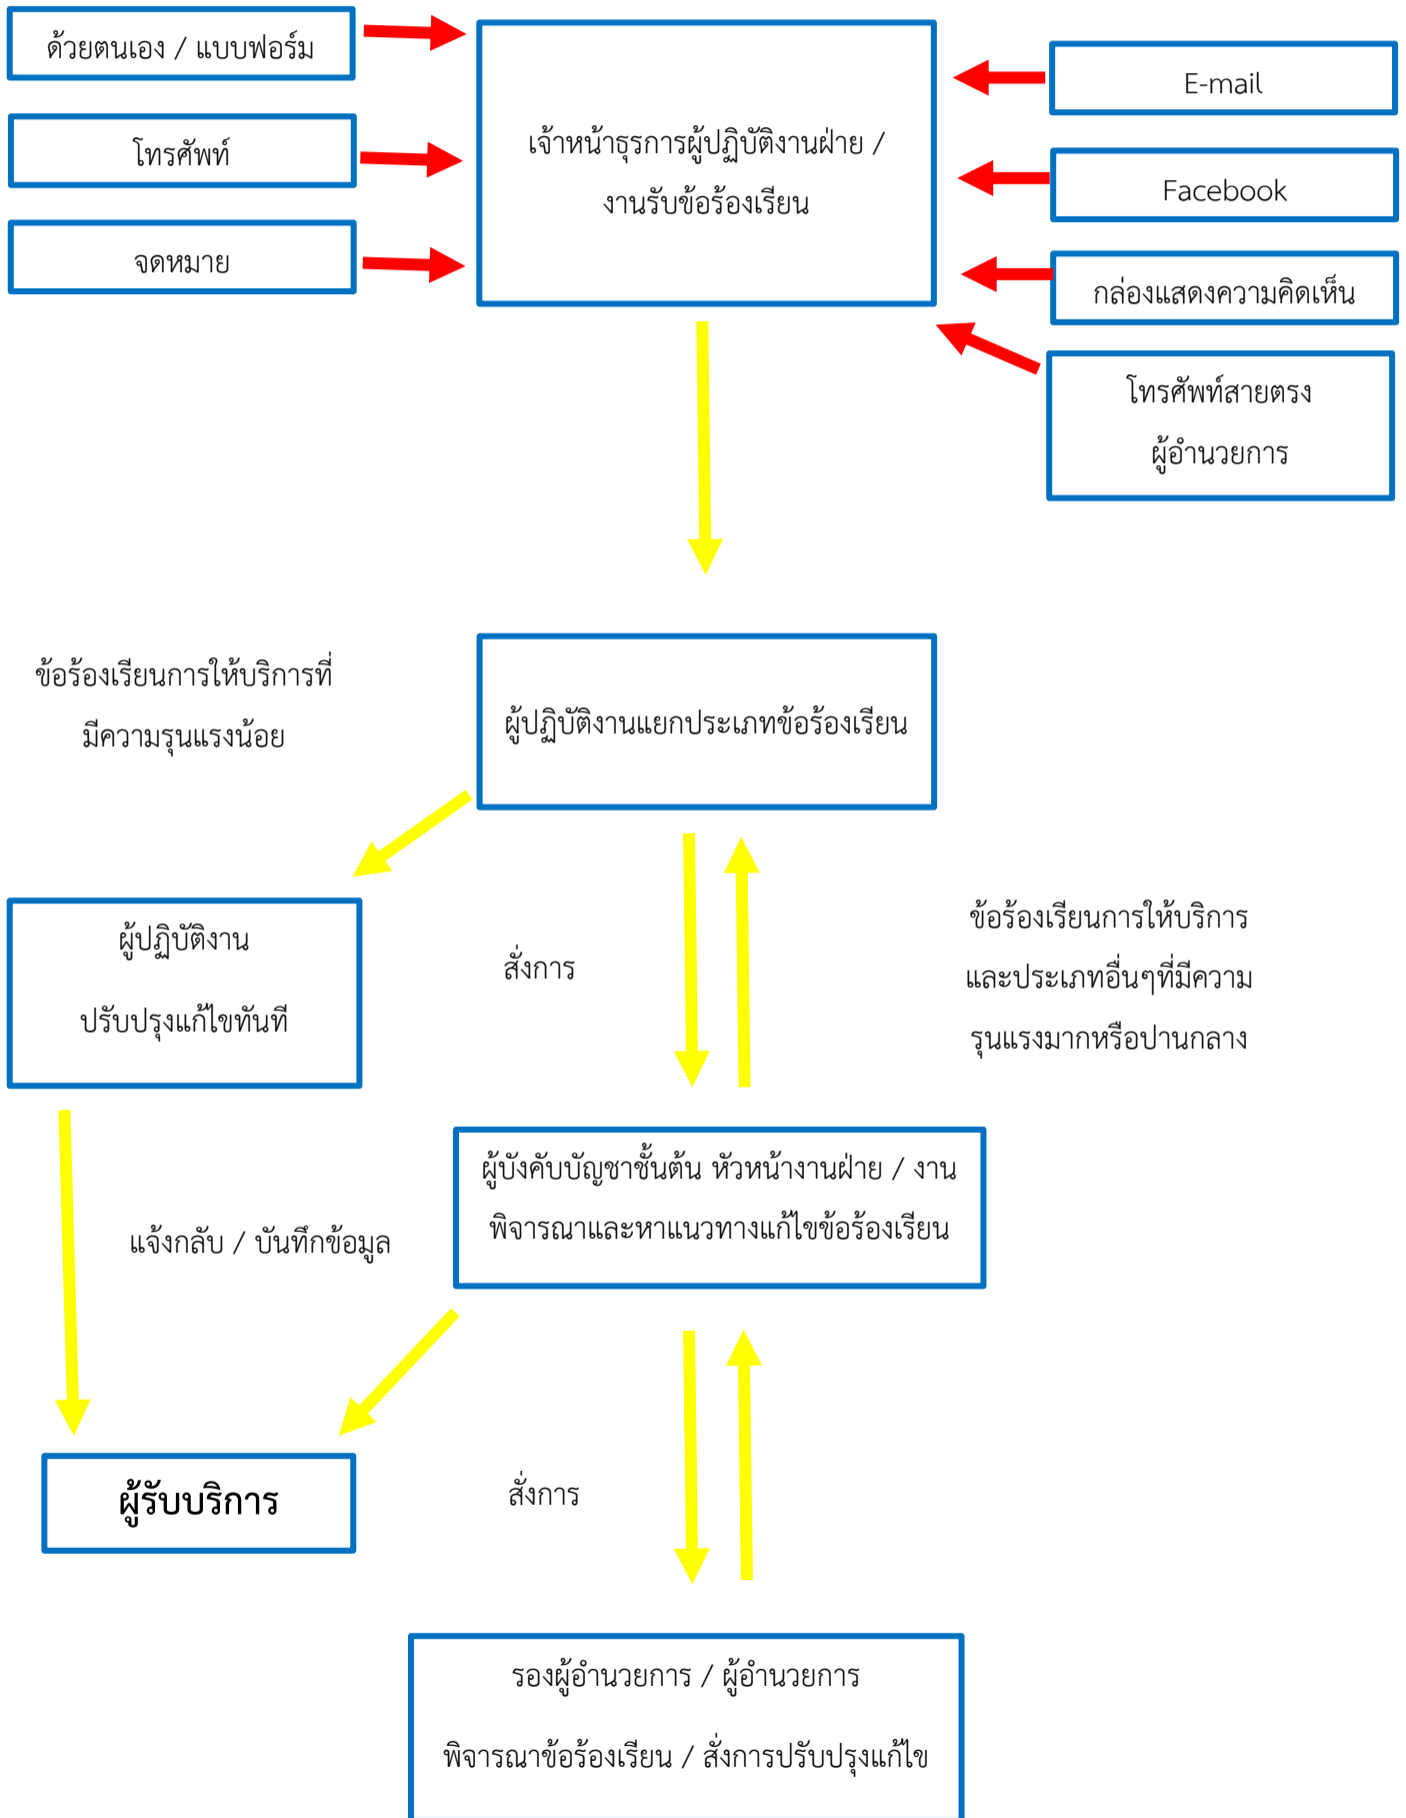 ด้วยตนเอง / แบบฟอร์ม
โทรศัพท์
จดหมาย
เจ้าหน้าธุรการผู้ปฏิบัติงานฝ่าย /
งานรับข้อร้องเรียน
E-mail
Facebook
กล่องแสดงความคิดเห็น
โทรศัพท์สายตรง
ผู้อำนวยการ
ข้อร้องเรียนการให้บริการที่
มีความรุนแรงน้อย
ผู้ปฏิบัติงานแยกประเภทข้อร้องเรียน
ผู้ปฏิบัติงาน
ปรับปรุงแก้ไขทันที
สั่งการ
ข้อร้องเรียนการให้บริการ
และประเภทอื่นๆที่มีความ
รุนแรงมากหรือปานกลาง
ผู้บังคับบัญชาชั้นต้น หัวหน้างานฝ่าย / งาน
พิจารณาและหาแนวทางแก้ไขข้อร้องเรียน
แจ้งกลับ / บันทึกข้อมูล
ผู้รับบริการ
สั่งการ
รองผู้อำนวยการ / ผู้อำนวยการ
พิจารณาข้อร้องเรียน / สั่งการปรับปรุงแก้ไข